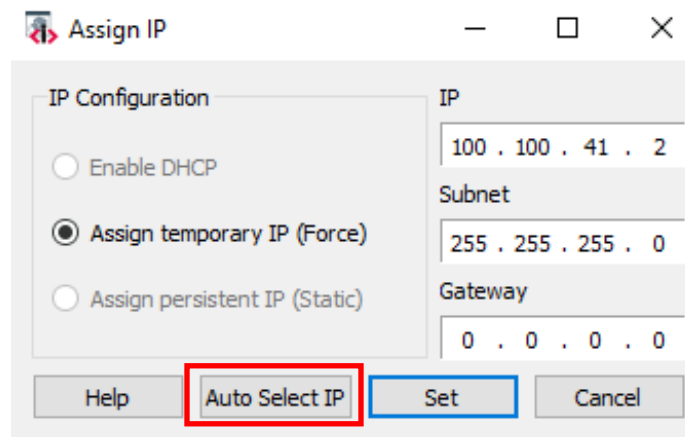 Assign IP
IP Configuration
Enable DHCP
Assign temporary IP (Force)
Assign persistent IP (Static)
IP
100 . 100 . 41 . 2
Subnet
255 . 255 . 255 . 0
Gateway
0 . 0 . 0 . 0
Help
Auto Select IP
Set
Cancel